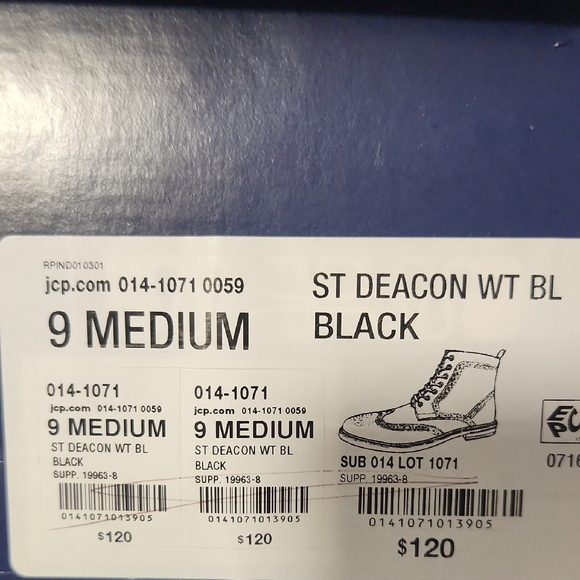 RPIND010301
jcp.com 014-1071 0059
9 MEDIUM
ST DEACON WT BL
BLACK
014-1071
jcp.com 014-1071 0059
9 MEDIUM
ST DEACON WT BL
BLACK
SUPP. 19963-8
0141071013905
$120
014-1071
jcp.com 014-1071 0059
9 MEDIUM
ST DEACON WT BL
BLACK
SUPP. 19963-8
0141071013905
$120
SUB 014 LOT 1071
SUPP. 19963-8
0141071013905
$120
0716